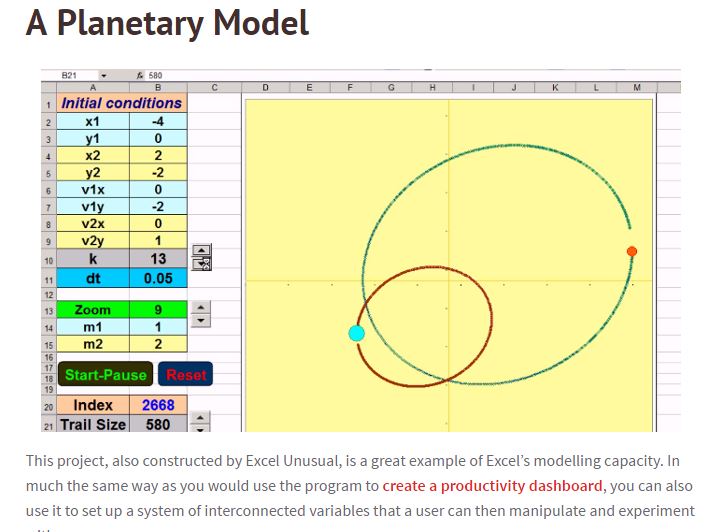 A Planetary Model
B21 fx 580
A B C D E F G H I J K L M
1 Initial conditions
2 x1 -4
3 y1 0
4 x2 2
5 y2 -2
6 v1x 0
7 v1y -2
8 v2x 0
9 v2y 1
10 k 13
11 dt 0.05
12
13 Zoom 9
14 m1 1
15 m2 2
16
17
18 Start-Pause Reset
19
20 Index 2668
21 Trail Size 580
This project, also constructed by Excel Unusual, is a great example of Excel’s modelling capacity. In
much the same way as you would use the program to create a productivity dashboard, you can also
use it to set up a system of interconnected variables that a user can then manipulate and experiment